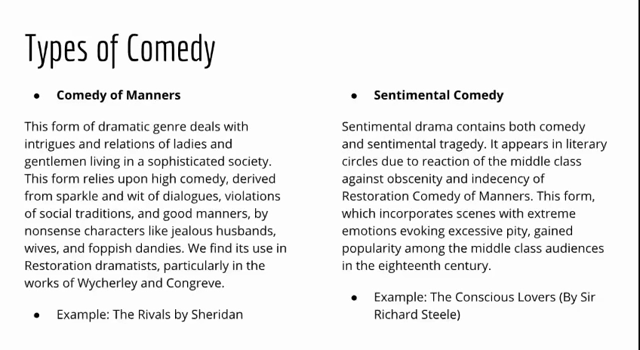 Types of Comedy
● Comedy of Manners
This form of dramatic genre deals with
intrigues and relations of ladies and
gentlemen living in a sophisticated society.
This form relies upon high comedy, derived
from sparkle and wit of dialogues, violations
of social traditions, and good manners, by
nonsense characters like jealous husbands,
wives, and foppish dandies. We find its use in
Restoration dramatists, particularly in the
works of Wycherley and Congreve.
● Example: The Rivals by Sheridan
● Sentimental Comedy
Sentimental drama contains both comedy
and sentimental tragedy. It appears in literary
circles due to reaction of the middle class
against obscenity and indecency of
Restoration Comedy of Manners. This form,
which incorporates scenes with extreme
emotions evoking excessive pity, gained
popularity among the middle class audiences
in the eighteenth century.
● Example: The Conscious Lovers (By Sir
Richard Steele)